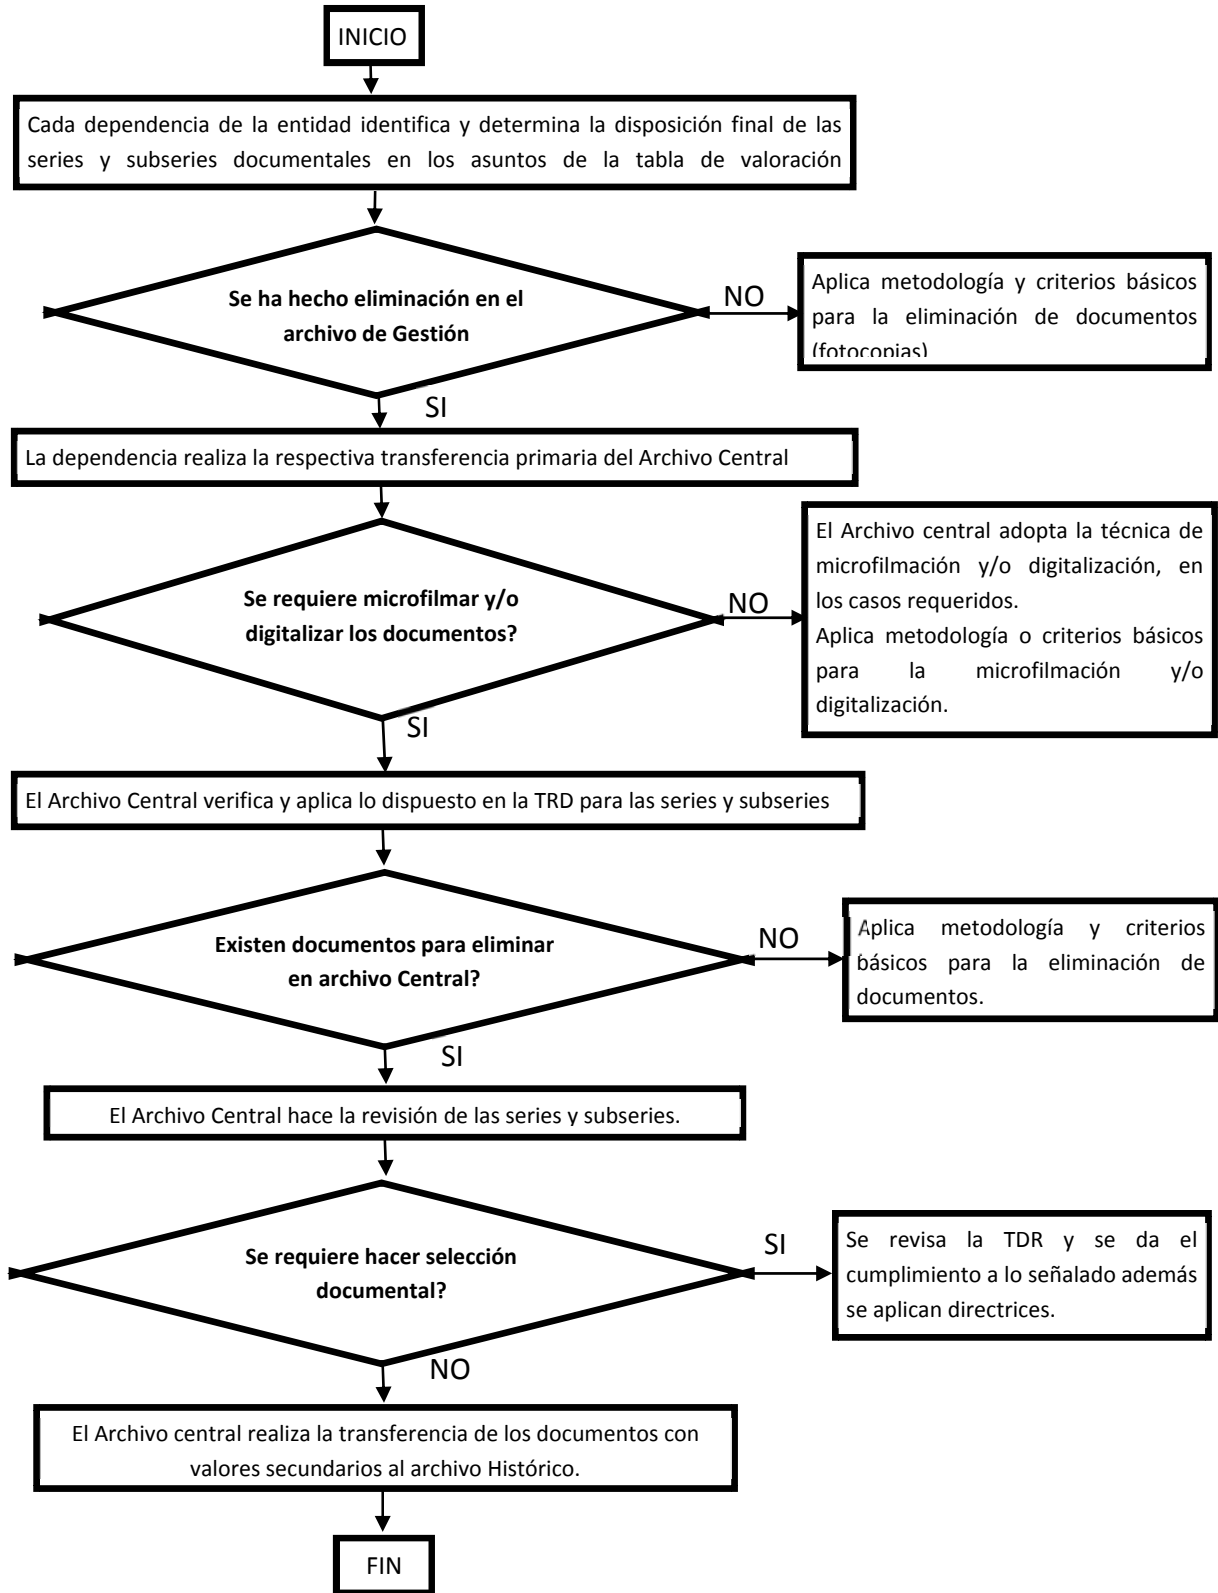 INICIO
Cada dependencia de la entidad identifica y determina la disposición final de las
series y subseries documentales en los asuntos de la tabla de valoración
Se ha hecho eliminación en el
archivo de Gestión
NO
Aplica metodología y criterios básicos
para la eliminación de documentos
(fotocopias)
SI
La dependencia realiza la respectiva transferencia primaria del Archivo Central
Se requiere microfilmar y/o
digitalizar los documentos?
NO
El Archivo central adopta la técnica de
microfilmación y/o digitalización, en
los casos requeridos.
Aplica metodología o criterios básicos
para la microfilmación y/o
digitalización.
SI
El Archivo Central verifica y aplica lo dispuesto en la TRD para las series y subseries
Existen documentos para eliminar
en archivo Central?
NO
Aplica metodología y criterios
básicos para la eliminación de
documentos.
SI
El Archivo Central hace la revisión de las series y subseries.
Se requiere hacer selección
documental?
SI
Se revisa la TDR y se da el
cumplimiento a lo señalado además
se aplican directrices.
NO
El Archivo central realiza la transferencia de los documentos con
valores secundarios al archivo Histórico.
FIN